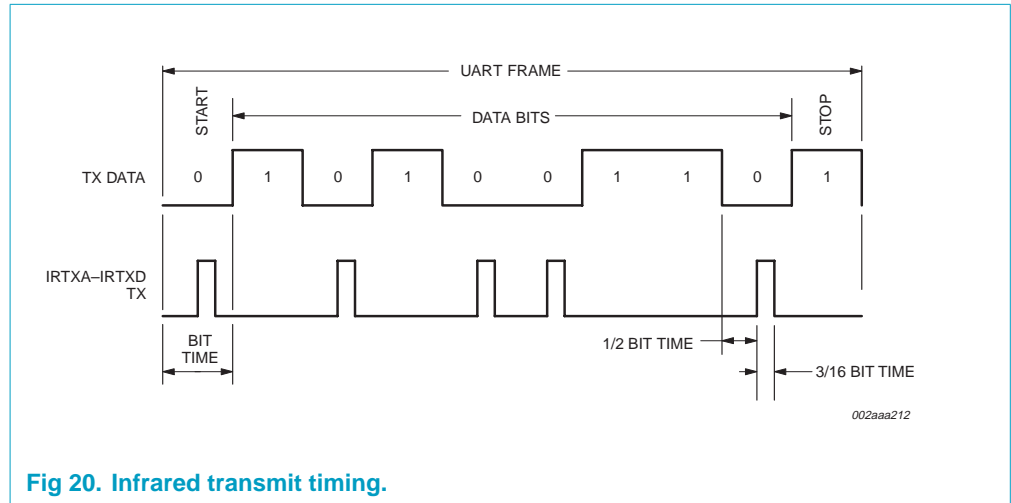 UART FRAME
START
DATA BITS
STOP
TX DATA
0 1 0 1 0 0 1 1 0 1
IRTXA–IRTXD
TX
BIT
TIME
1/2 BIT TIME
3/16 BIT TIME
002aaa212
Fig 20. Infrared transmit timing.